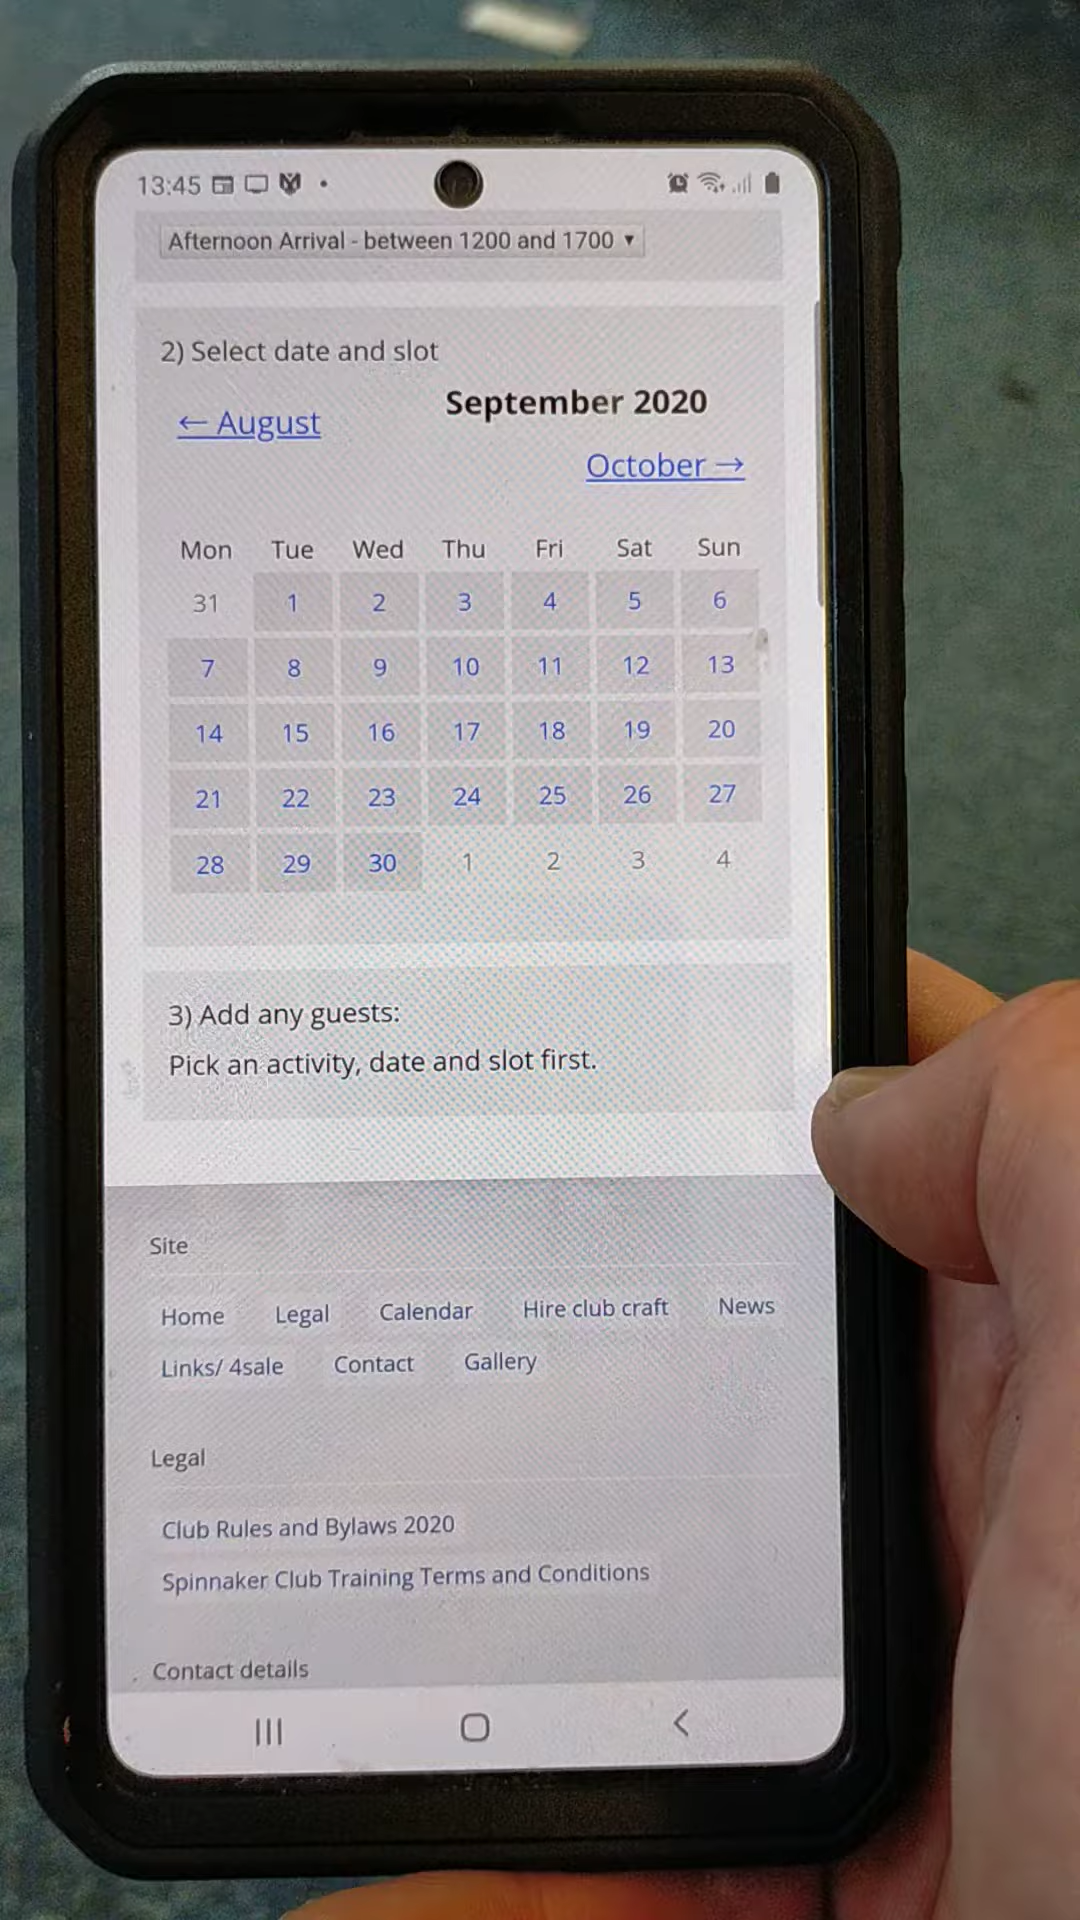 13:45
Afternoon Arrival - between 1200 and 1700
2) Select date and slot
September 2020
← August
October →
Mon Tue Wed Thu Fri Sat Sun
31 1 2 3 4 5 6
7 8 9 10 11 12 13
14 15 16 17 18 19 20
21 22 23 24 25 26 27
28 29 30 1 2 3 4
3) Add any guests:
Pick an activity, date and slot first.
Site
Home Legal Calendar Hire club craft News
Links/ 4sale Contact Gallery
Legal
Club Rules and Bylaws 2020
Spinnaker Club Training Terms and Conditions
Contact details